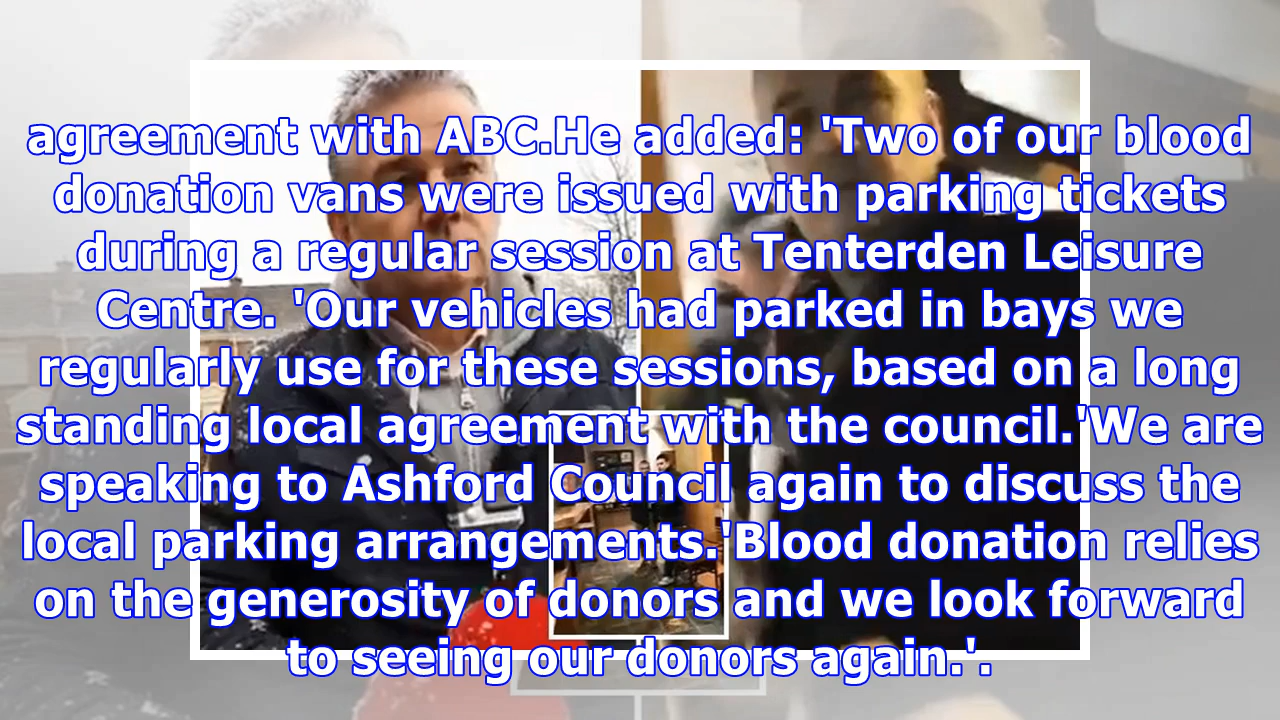 agreement with ABC.He added: 'Two of our blood
donation vans were issued with parking tickets
during a regular session at Tenterden Leisure
Centre. 'Our vehicles had parked in bays we
regularly use for these sessions, based on a long
standing local agreement with the council.'We are
speaking to Ashford Council again to discuss the
local parking arrangements.'Blood donation relies
on the generosity of donors and we look forward
to seeing our donors again.'.